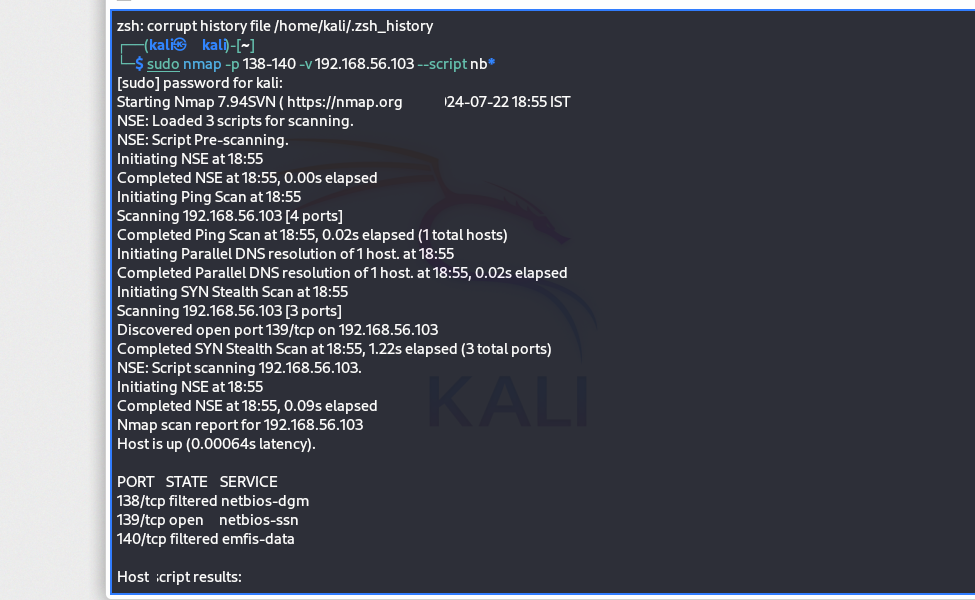 zsh: corrupt history file /home/kali/.zsh_history
┌──(kali㉿ kali)-[~]
└─$ sudo nmap -p 138-140 -v 192.168.56.103 --script nb*
[sudo] password for kali:
Starting Nmap 7.94SVN ( https://nmap.org 024-07-22 18:55 IST
NSE: Loaded 3 scripts for scanning.
NSE: Script Pre-scanning.
Initiating NSE at 18:55
Completed NSE at 18:55, 0.00s elapsed
Initiating Ping Scan at 18:55
Scanning 192.168.56.103 [4 ports]
Completed Ping Scan at 18:55, 0.02s elapsed (1 total hosts)
Initiating Parallel DNS resolution of 1 host. at 18:55
Completed Parallel DNS resolution of 1 host. at 18:55, 0.02s elapsed
Initiating SYN Stealth Scan at 18:55
Scanning 192.168.56.103 [3 ports]
Discovered open port 139/tcp on 192.168.56.103
Completed SYN Stealth Scan at 18:55, 1.22s elapsed (3 total ports)
NSE: Script scanning 192.168.56.103.
Initiating NSE at 18:55
Completed NSE at 18:55, 0.09s elapsed
Nmap scan report for 192.168.56.103
Host is up (0.00064s latency).
PORT STATE SERVICE
138/tcp filtered netbios-dgm
139/tcp open netbios-ssn
140/tcp filtered emfis-data
Host script results:
KALI